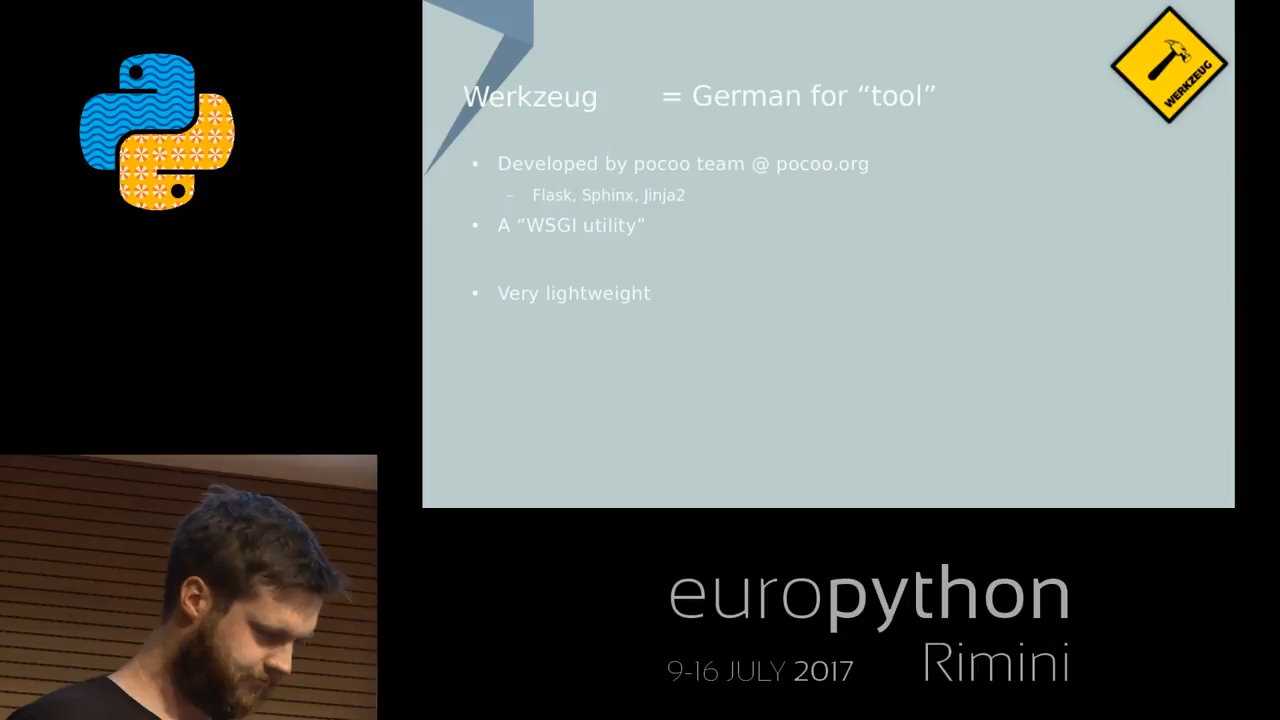 Werkzeug = German for “tool”
WERKZEUG
• Developed by pocoo team @ pocoo.org
– Flask, Sphinx, Jinja2
• A “WSGI utility”
• Very lightweight
europython
9-16 JULY 2017 Rimini